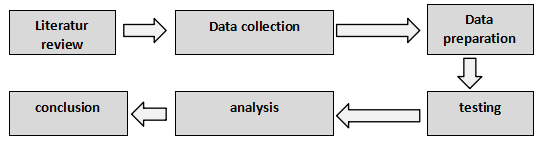 Literatur
review
Data collection
Data
preparation
testing
analysis
conclusion